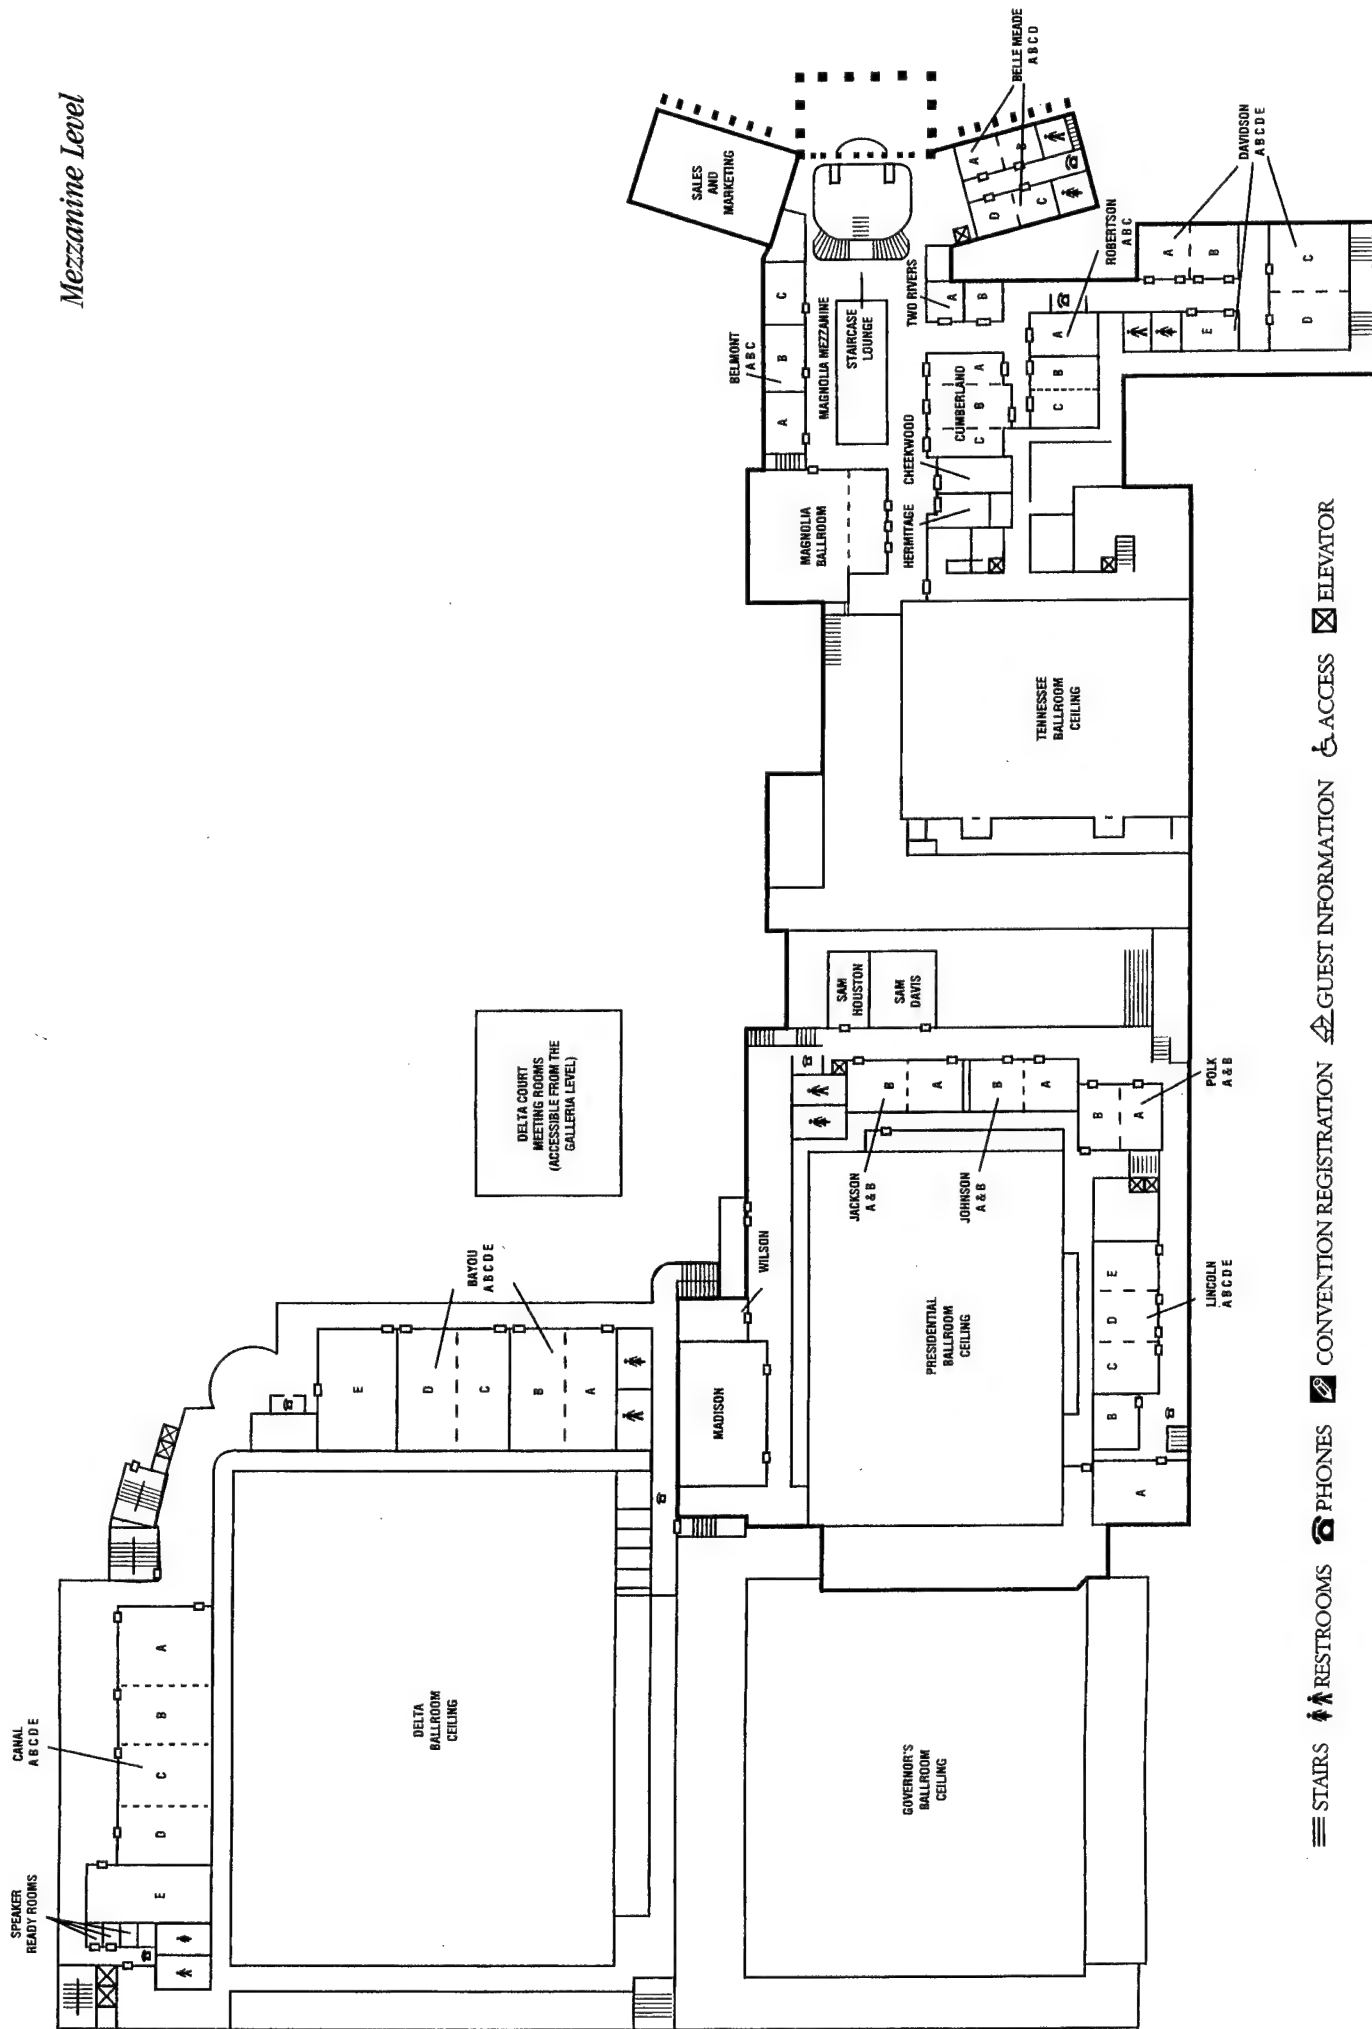 Mezzanine Level
SPEAKER
READY ROOMS
CANAL
A B C D E
E
D
C
B
A
DELTA
BALLROOM
CEILING
BAYOU
A B C D E
E
D
C
B
A
DELTA COURT
MEETING ROOMS
(ACCESSIBLE FROM THE
GALLERIA LEVEL)
GOVERNOR'S
BALLROOM
CEILING
MADISON
WILSON
PRESIDENTIAL
BALLROOM
CEILING
JACKSON
A & B
B
A
JOHNSON
A & B
B
A
SAM
HOUSTON
SAM
DAVIS
POLK
A & B
B
A
LINCOLN
A B C D E
A
B
C
D
E
TENNESSEE
BALLROOM
CEILING
MAGNOLIA
BALLROOM
HERMITAGE
CHEEKWOOD
CUMBERLAND
C
B
A
BELMONT
A B C
A
B
C
MAGNOLIA MEZZANINE
STAIRCASE
LOUNGE
TWO RIVERS
A
B
SALES
AND
MARKETING
BELLE MEADE
A B C D
A
B
D
C
ROBERTSON
A B C
C
B
A
DAVIDSON
A B C D E
A
B
E
D
C
STAIRS RESTROOMS PHONES CONVENTION REGISTRATION GUEST INFORMATION ACCESS ELEVATOR